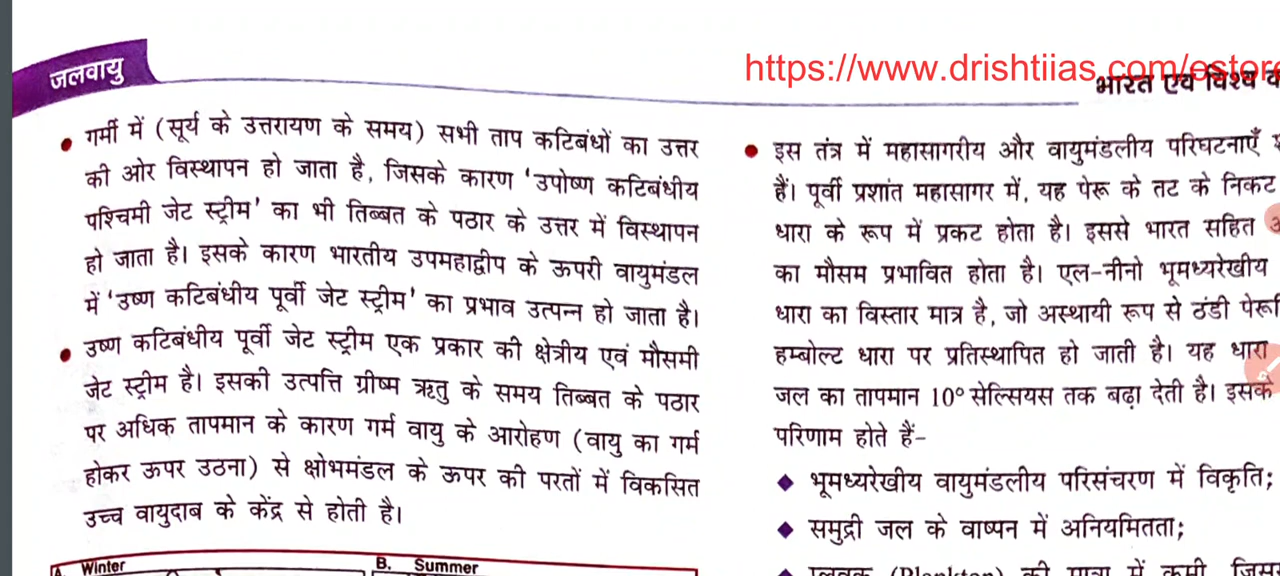 जलवायु
https://www.drishtiias.com/estore
भारत एवं विश्व
गर्मी में (सूर्य के उत्तरायण के समय) सभी ताप कटिबंधों का उत्तर
की ओर विस्थापन हो जाता है, जिसके कारण ‘उपोष्ण कटिबंधीय
पश्चिमी जेट स्ट्रीम’ का भी तिब्बत के पठार के उत्तर में विस्थापन
हो जाता है। इसके कारण भारतीय उपमहाद्वीप के ऊपरी वायुमंडल
में ‘उष्ण कटिबंधीय पूर्वी जेट स्ट्रीम’ का प्रभाव उत्पन्न हो जाता है।
उष्ण कटिबंधीय पूर्वी जेट स्ट्रीम एक प्रकार की क्षेत्रीय एवं मौसमी
जेट स्ट्रीम है। इसकी उत्पत्ति ग्रीष्म ऋतु के समय तिब्बत के पठार
पर अधिक तापमान के कारण गर्म वायु के आरोहण (वायु का गर्म
होकर ऊपर उठना) से क्षोभमंडल के ऊपर की परतों में विकसित
उच्च वायुदाब के केंद्र से होती है।
A. Winter
B. Summer
इस तंत्र में महासागरीय और वायुमंडलीय परिघटनाएँ
हैं। पूर्वी प्रशांत महासागर में, यह पेरू के तट के निकट
धारा के रूप में प्रकट होता है। इससे भारत सहित
का मौसम प्रभावित होता है। एल-नीनो भूमध्यरेखीय
धारा का विस्तार मात्र है, जो अस्थायी रूप से ठंडी
हम्बोल्ट धारा पर प्रतिस्थापित हो जाती है। यह धारा
जल का तापमान 10° सेल्सियस तक बढ़ा देती है। इसके
परिणाम होते हैं-
भूमध्यरेखीय वायुमंडलीय परिसंचरण में विकृति;
समुद्री जल के वाष्पन में अनियमितता;
प्लवक (Plankton) की मात्रा में कमी,